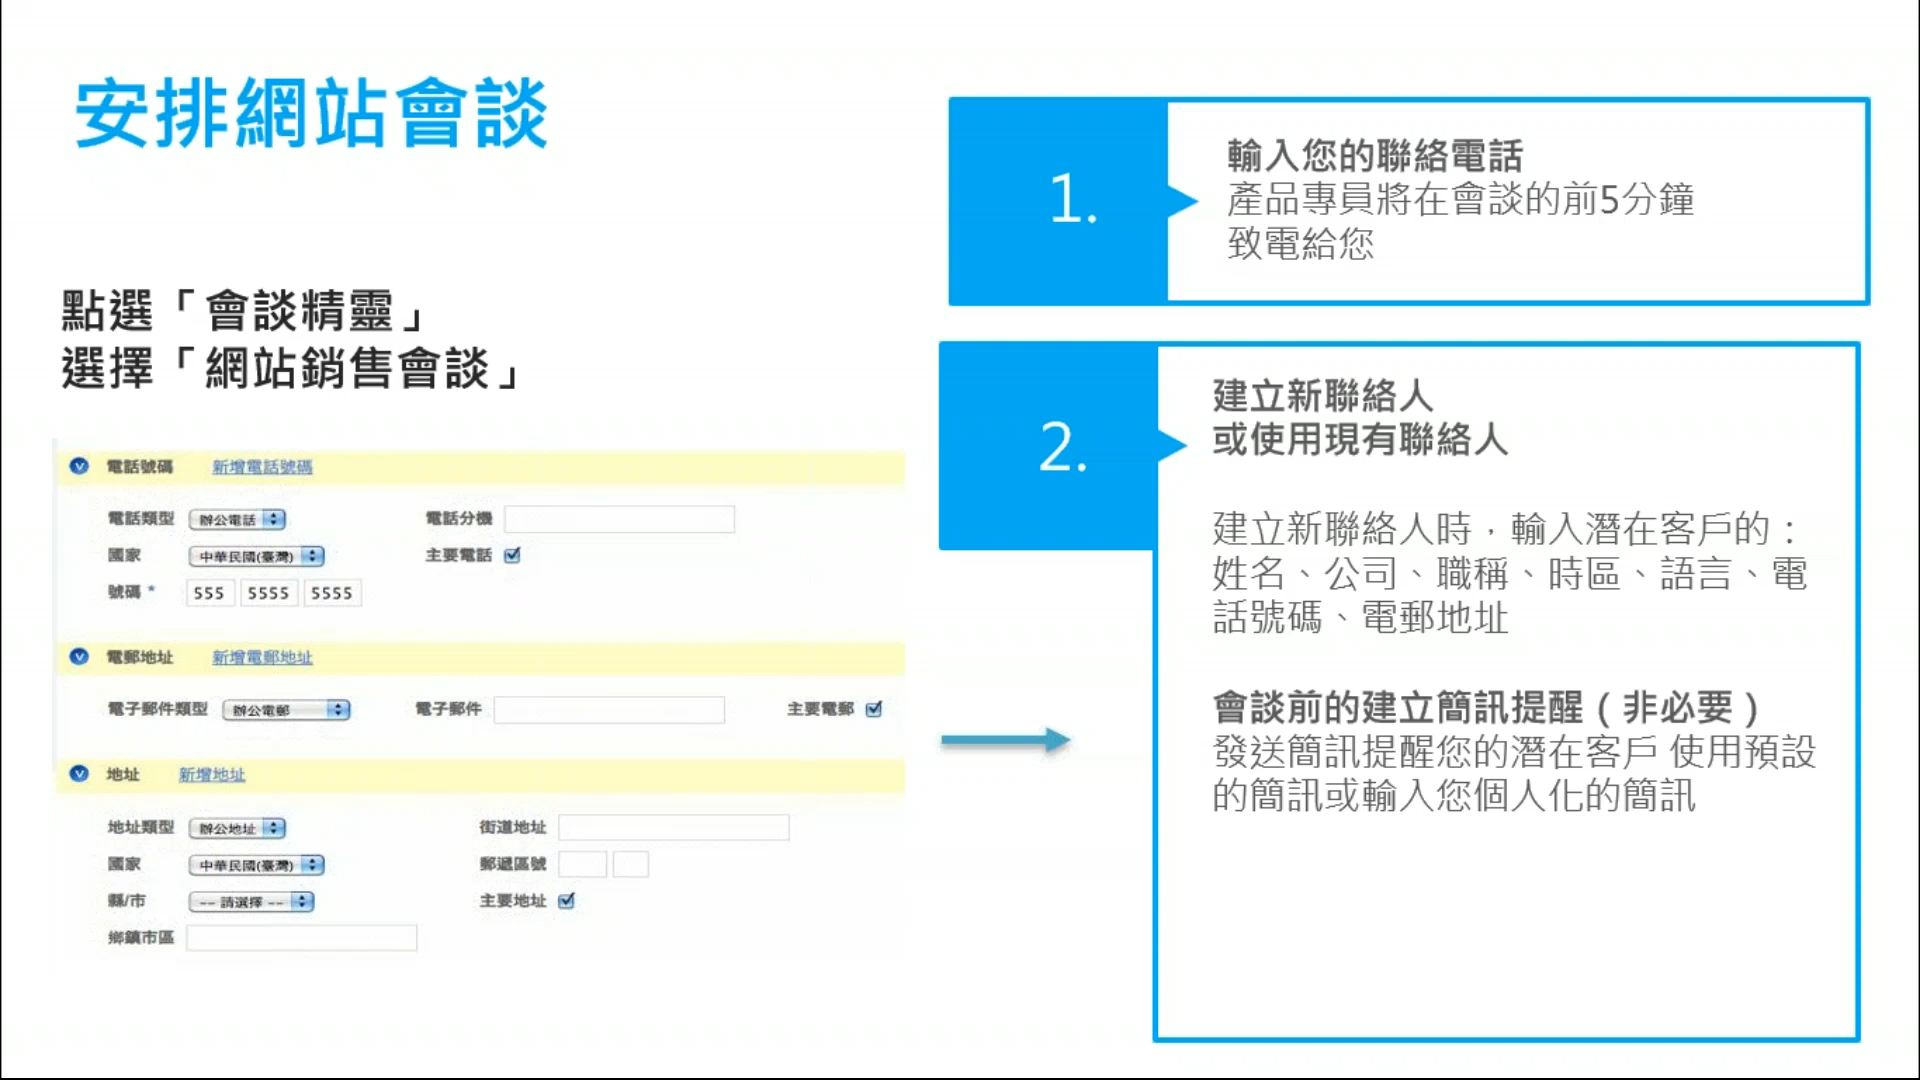 安排網站會談
點選「會談精靈」
選擇「網站銷售會談」
電話號碼 新增電話號碼
電話類型 辦公電話 電話分機
國家 中華民國(臺灣) 主要電話
號碼 * 555 5555 5555
電郵地址 新增電郵地址
電子郵件類型 辦公電郵 電子郵件 主要電郵
地址 新增地址
地址類型 辦公地址 街道地址
國家 中華民國(臺灣) 郵遞區號
縣/市 -- 請選擇 -- 主要地址
鄉鎮市區
1.
輸入您的聯絡電話
產品專員將在會談的前5分鐘
致電給您
2.
建立新聯絡人
或使用現有聯絡人
建立新聯絡人時，輸入潛在客戶的：
姓名、公司、職稱、時區、語言、電
話號碼、電郵地址
會談前的建立簡訊提醒（非必要）
發送簡訊提醒您的潛在客戶 使用預設
的簡訊或輸入您個人化的簡訊